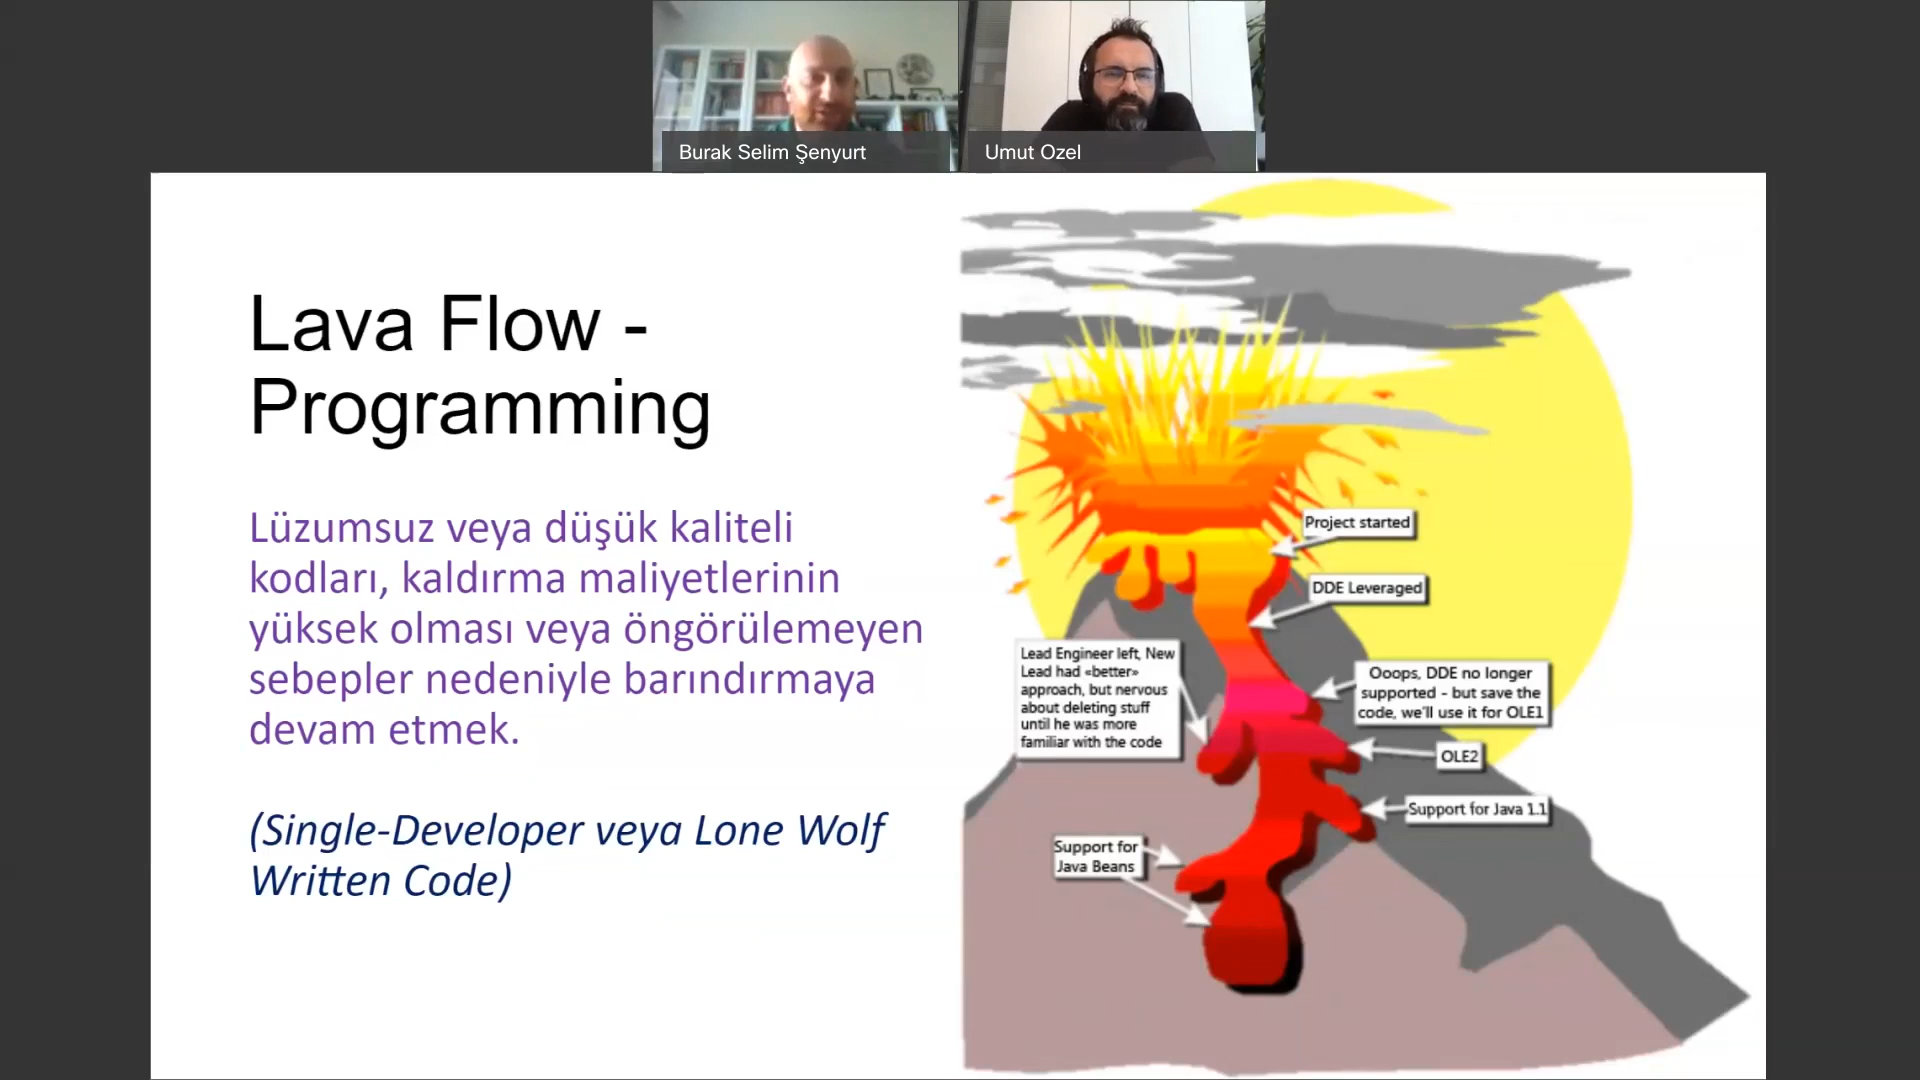 Burak Selim Şenyurt
Umut Ozel
Lava Flow -
Programming
Lüzumsuz veya düşük kaliteli
kodları, kaldırma maliyetlerinin
yüksek olması veya öngörülemeyen
sebepler nedeniyle barındırmaya
devam etmek.
(Single-Developer veya Lone Wolf
Written Code)
Project started
DDE Leveraged
Lead Engineer left, New
Lead had «better»
approach, but nervous
about deleting stuff
until he was more
familiar with the code
Ooops, DDE no longer
supported - but save the
code, we'll use it for OLE1
OLE2
Support for Java 1.1
Support for
Java Beans